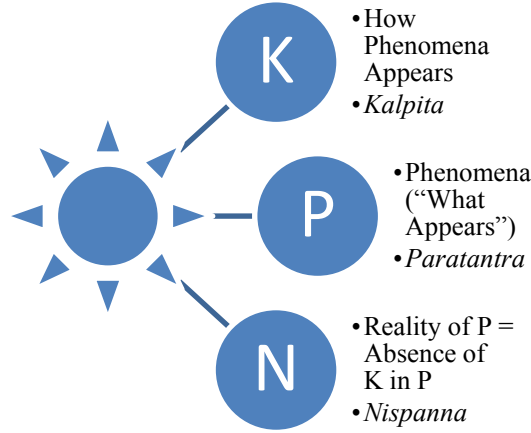 K
•How
Phenomena
Appears
•Kalpita
P
•Phenomena
(“What
Appears”)
•Paratantra
N
•Reality of P =
Absence of
K in P
•Nispanna